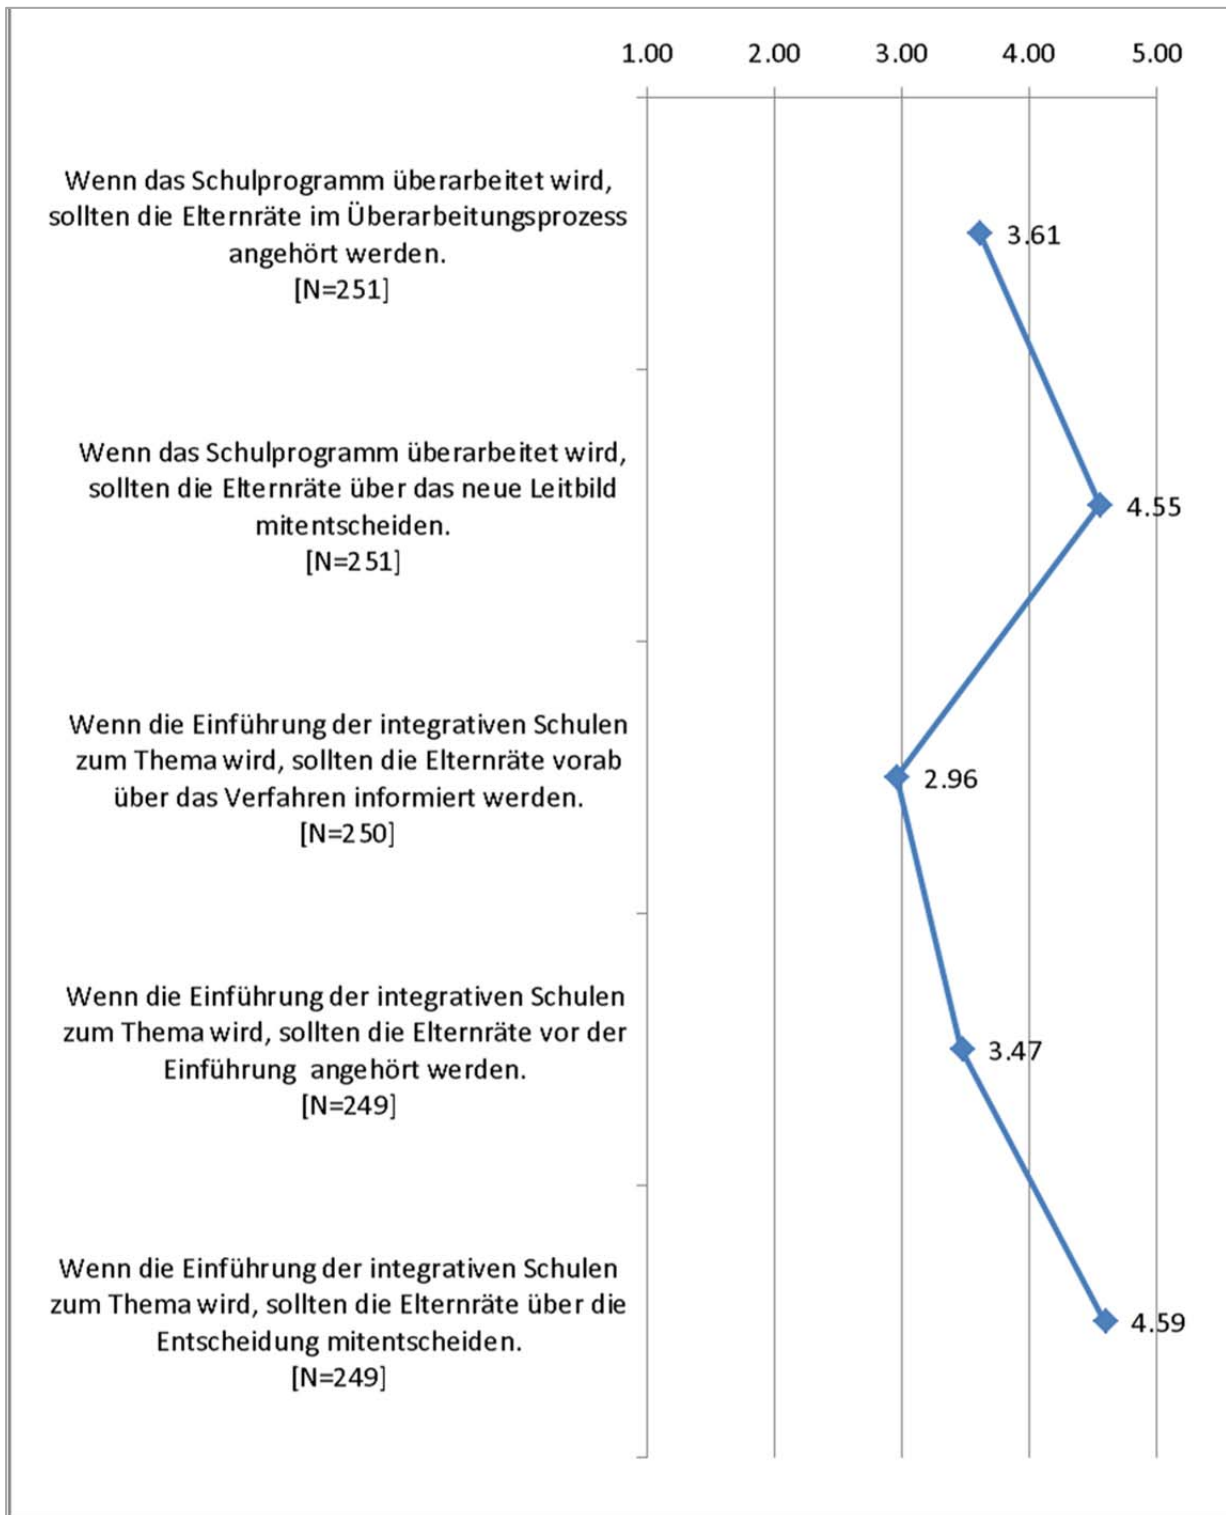 1.00 2.00 3.00 4.00 5.00
Wenn das Schulprogramm überarbeitet wird,
sollten die Elternräte im Überarbeitungsprozess
angehört werden.
[N=251]
3.61
Wenn das Schulprogramm überarbeitet wird,
sollten die Elternräte über das neue Leitbild
mitentscheiden.
[N=251]
4.55
Wenn die Einführung der integrativen Schulen
zum Thema wird, sollten die Elternräte vorab
über das Verfahren informiert werden.
[N=250]
2.96
Wenn die Einführung der integrativen Schulen
zum Thema wird, sollten die Elternräte vor der
Einführung angehört werden.
[N=249]
3.47
Wenn die Einführung der integrativen Schulen
zum Thema wird, sollten die Elternräte über die
Entscheidung mitentscheiden.
[N=249]
4.59